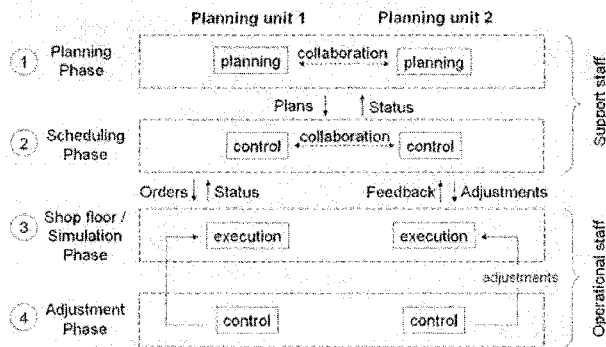 Planning unit 1 Planning unit 2
1 Planning Phase
planning collaboration planning
Plans Status
2 Scheduling Phase
control collaboration control
Support staff
Orders Status Feedback Adjustments
3 Shop floor / Simulation Phase
execution execution
adjustments
4 Adjustment Phase
control control
Operational staff